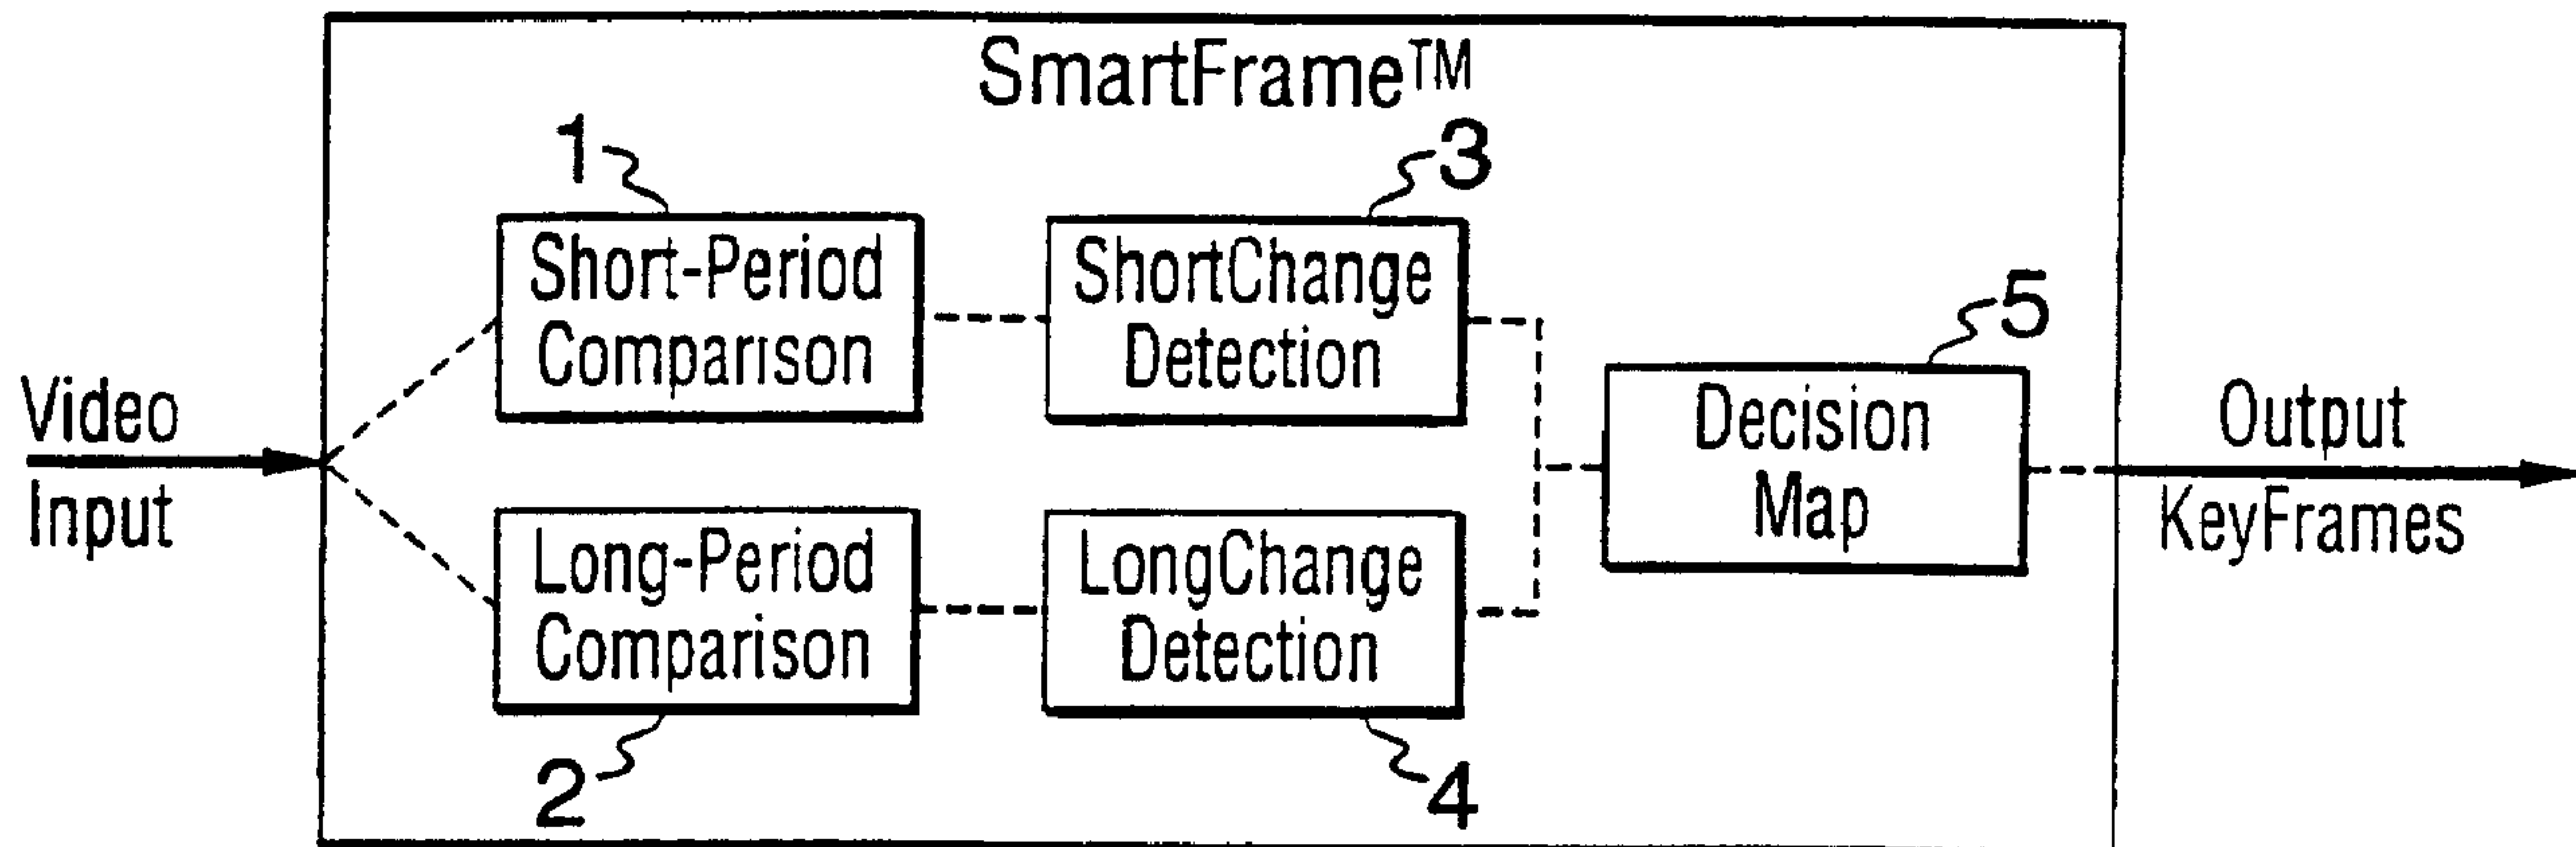 SmartFrame™
1
3
Short-Period
Comparison
ShortChange
Detection
5
Video
Input
Decision
Map
Output
KeyFrames
Long-Period
Comparison
LongChange
Detection
2
4